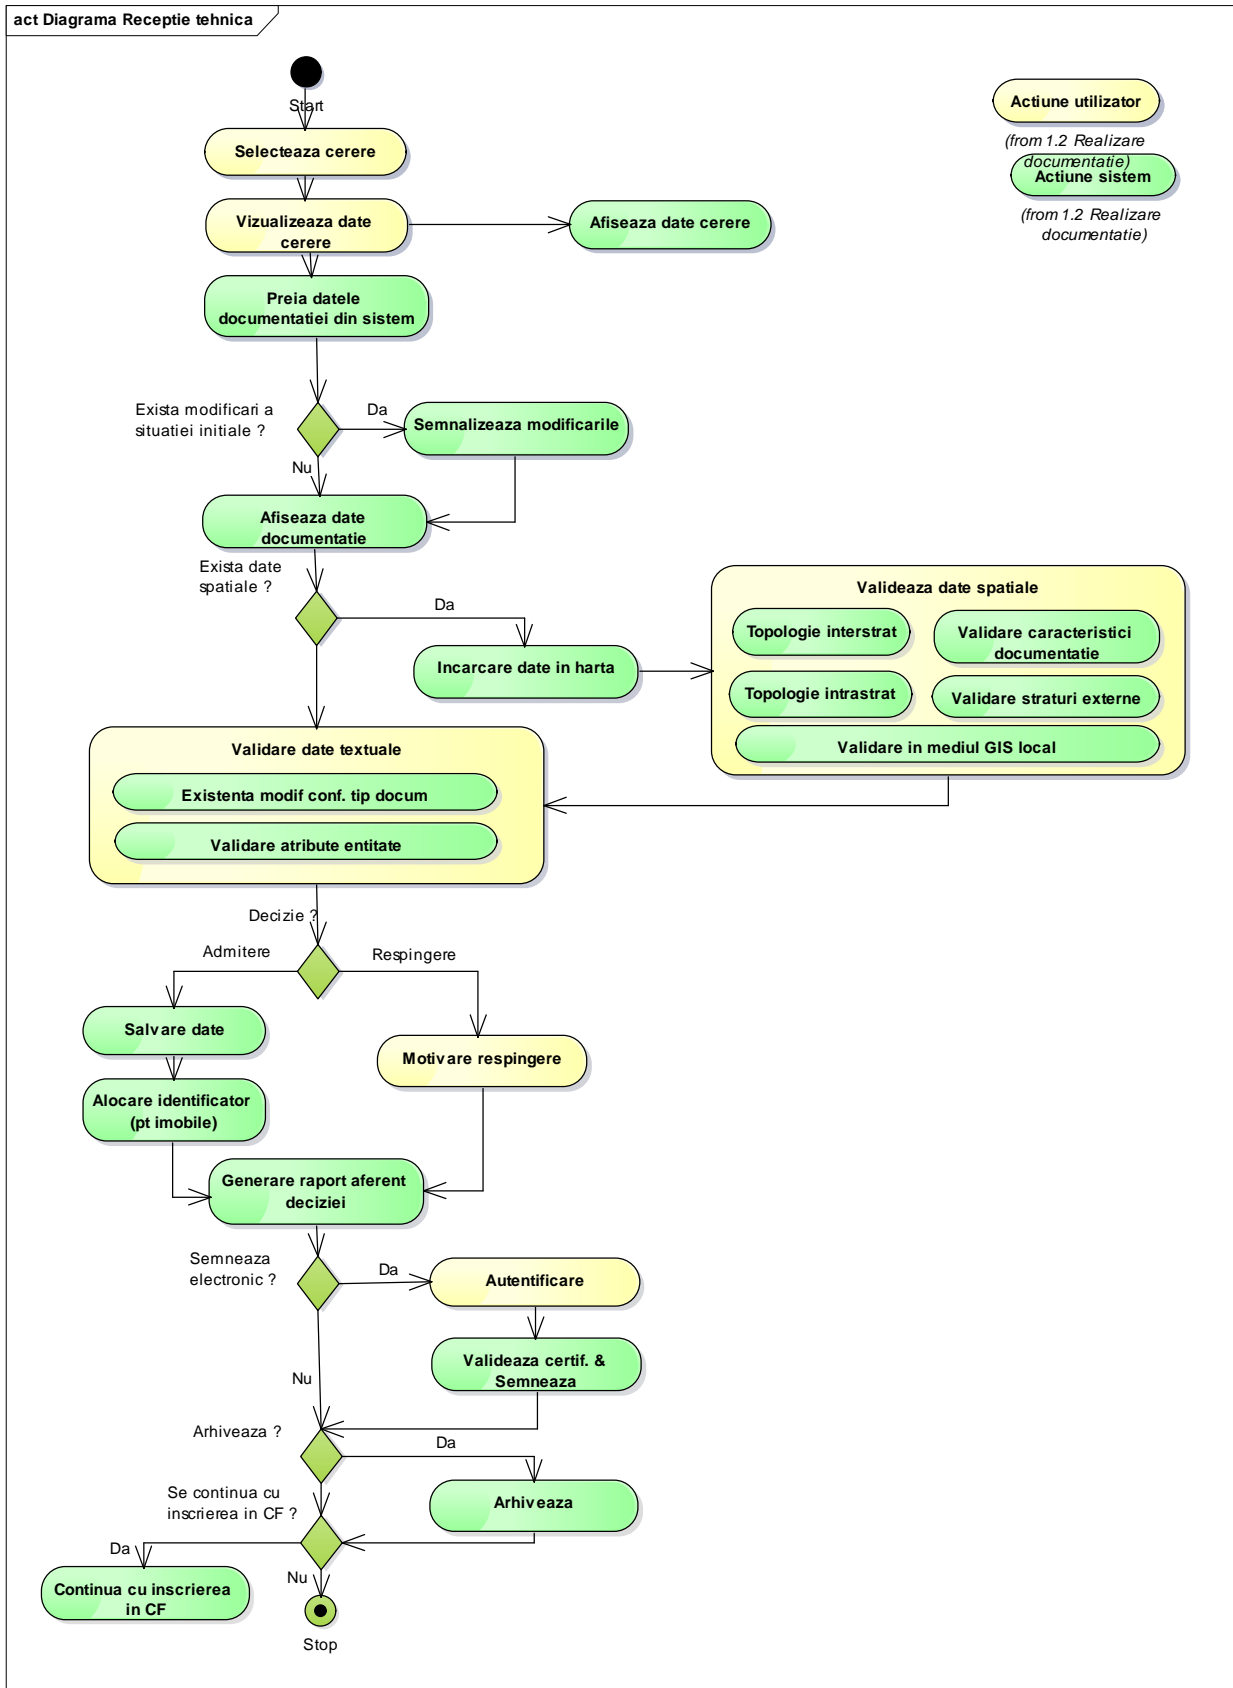 act Diagrama Receptie tehnica
Start
Actiune utilizator
(from 1.2 Realizare
documentatie)
Selecteaza cerere
Actiune sistem
(from 1.2 Realizare
documentatie)
Vizualizeaza date
cerere
Afiseaza date cerere
Preia datele
documentatiei din sistem
Exista modificari a
situatiei initiale ?
Da
Semnalizeaza modificarile
Nu
Afiseaza date
documentatie
Exista date
spatiale ?
Da
Incarcare date in harta
Valideaza date spatiale
Topologie interstrat
Validare caracteristici
documentatie
Topologie intrastrat
Validare straturi externe
Validare in mediul GIS local
Validare date textuale
Existenta modif conf. tip docum
Validare atribute entitate
Decizie ?
Admitere
Respingere
Salvare date
Motivare respingere
Alocare identificator
(pt imobile)
Generare raport aferent
deciziei
Semneaza
electronic ?
Da
Autentificare
Valideaza certif. &
Semneaza
Nu
Arhiveaza ?
Da
Arhiveaza
Se continua cu
inscrierea in CF ?
Da
Continua cu inscrierea
in CF
Nu
Stop